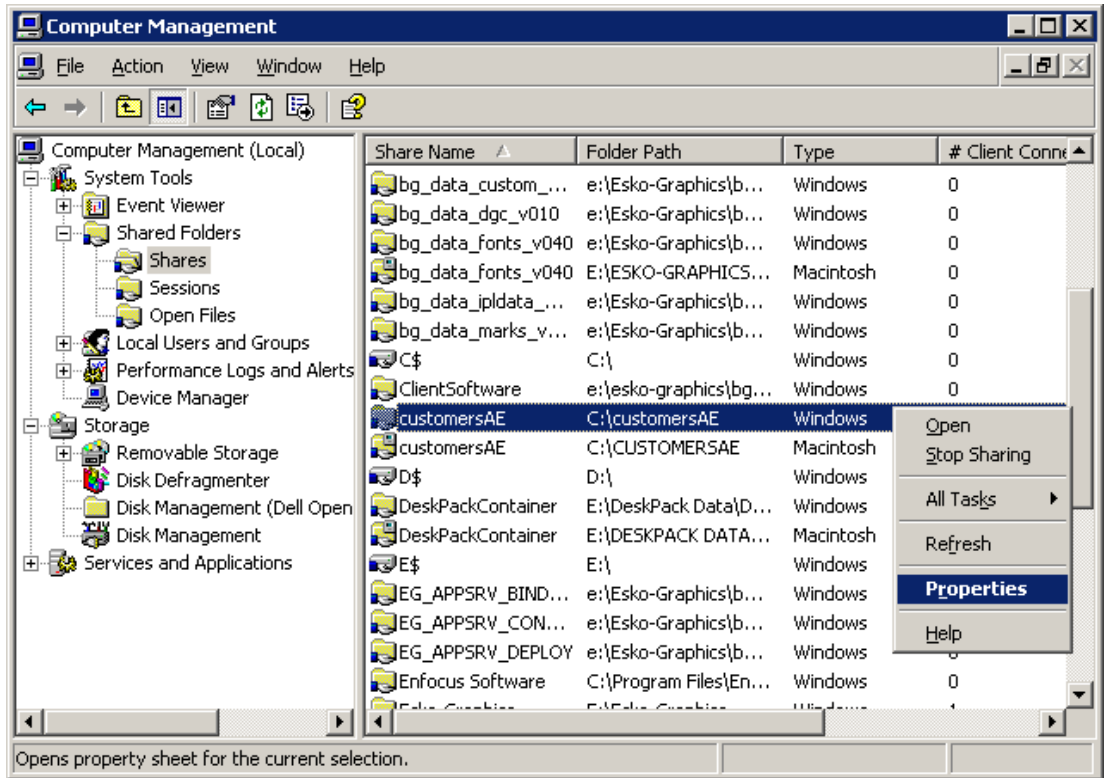 Computer Management
File Action View Window Help
Computer Management (Local)
System Tools
Event Viewer
Shared Folders
Shares
Sessions
Open Files
Local Users and Groups
Performance Logs and Alerts
Device Manager
Storage
Removable Storage
Disk Defragmenter
Disk Management (Dell Open
Disk Management
Services and Applications
Share Name Folder Path Type # Client Conne
bg_data_custom_... e:\Esko-Graphics\b... Windows 0
bg_data_dgc_v010 e:\Esko-Graphics\b... Windows 0
bg_data_fonts_v040 e:\Esko-Graphics\b... Windows 0
bg_data_fonts_v040 E:\ESKO-GRAPHICS... Macintosh 0
bg_data_ipldata_... e:\Esko-Graphics\b... Windows 0
bg_data_marks_v... e:\Esko-Graphics\b... Windows 0
C$ C:\ Windows 0
ClientSoftware e:\esko-graphics\bg... Windows 0
customersAE C:\customersAE Windows
customersAE C:\CUSTOMERSAE Macintosh
D$ D:\ Windows
DeskPackContainer E:\DeskPack Data\D... Windows
DeskPackContainer E:\DESKPACK DATA... Macintosh
E$ E:\ Windows
EG_APPSRV_BIND... e:\Esko-Graphics\b... Windows
EG_APPSRV_CON... e:\Esko-Graphics\b... Windows
EG_APPSRV_DEPLOY e:\Esko-Graphics\b... Windows
Enfocus Software C:\Program Files\En... Windows 0
Open
Stop Sharing
All Tasks
Refresh
Properties
Help
Opens property sheet for the current selection.